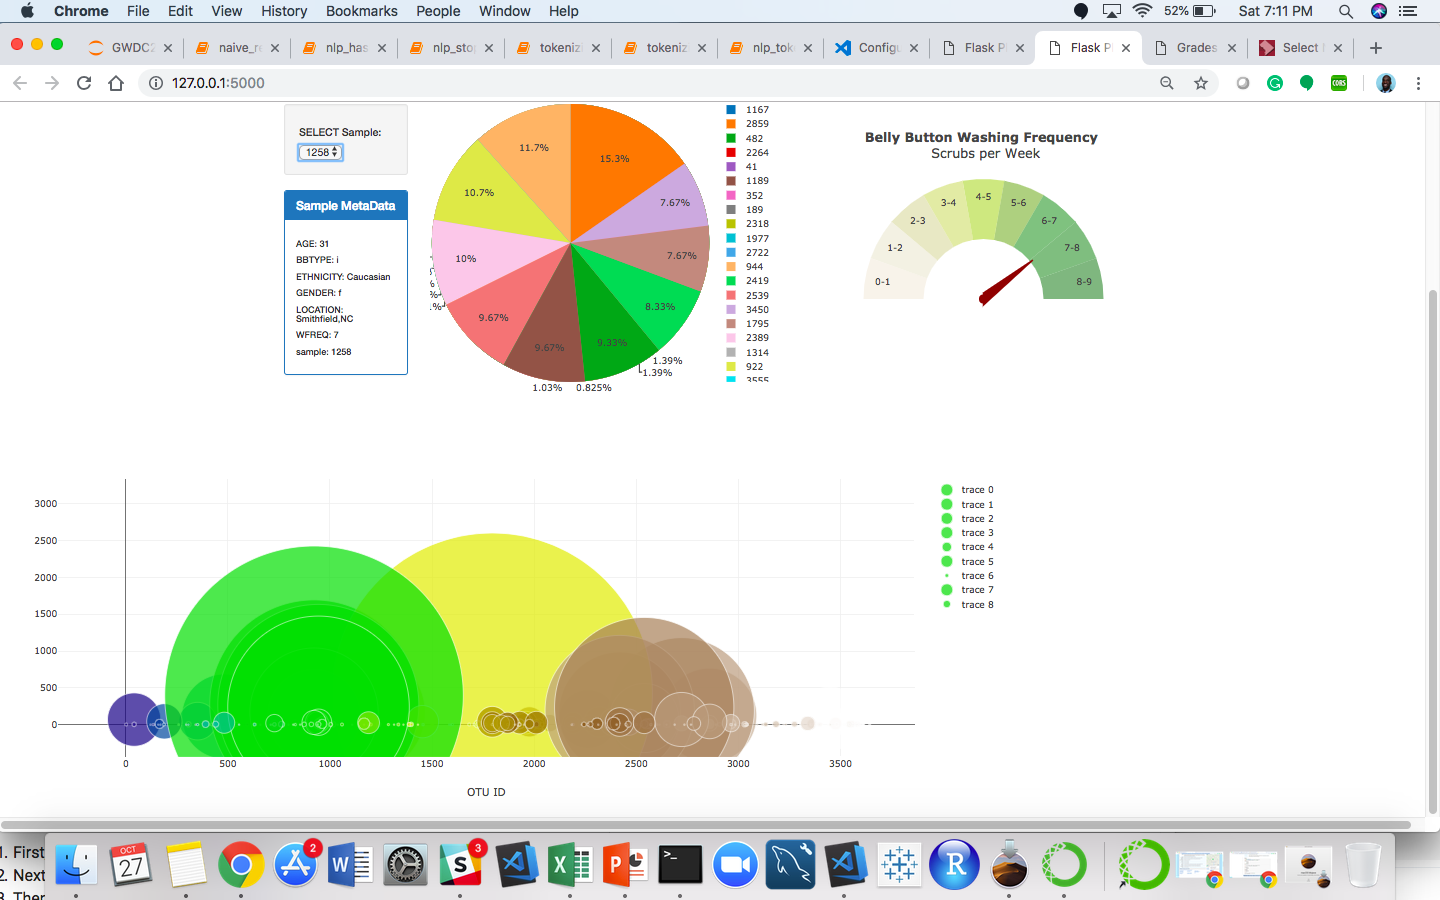 Chrome File Edit View History Bookmarks People Window Help 52% Sat 7:11 PM
GWDC2 naive_re nlp_has nlp_stop tokeniz tokeniz nlp_tok Configu Flask P Flask P Grades Select
127.0.0.1:5000 CORS
SELECT Sample:
1258
Sample MetaData
AGE: 31
BBTYPE: i
ETHNICITY: Caucasian
GENDER: f
LOCATION:
Smithfield,NC
WFREQ: 7
sample: 1258
11.7%
15.3%
10.7%
7.67%
10%
7.67%
9.67%
8.33%
9.67%
9.33%
1.39%
1.39%
1.03%
0.825%
1167
2859
482
2264
41
1189
352
189
2318
1977
2722
944
2419
2539
3450
1795
2389
1314
922
3555
Belly Button Washing Frequency
Scrubs per Week
0-1
1-2
2-3
3-4
4-5
5-6
6-7
7-8
8-9
3000
2500
2000
1500
1000
500
0
0 500 1000 1500 2000 2500 3000 3500
OTU ID
trace 0
trace 1
trace 2
trace 3
trace 4
trace 5
trace 6
trace 7
trace 8
1. First
2. Next
3. Ther
OCT
27
2
W
S
3
X
P
>_
R